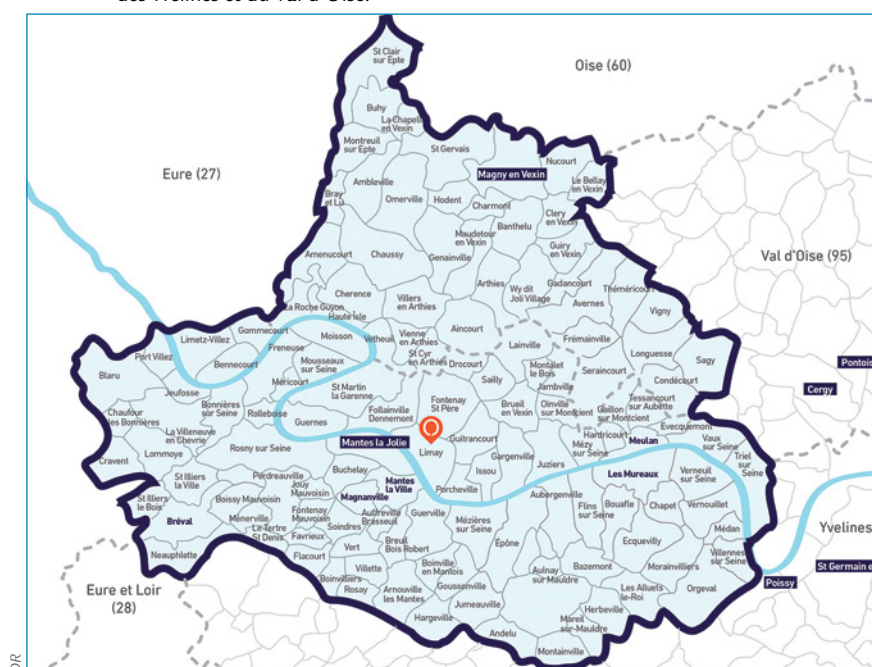 des Yvelines et du Val d'Oise.
Oise (60)
Eure (27)
Val d'Oise (95)
Yvelines
Eure et Loir
(28)
St Clair
sur Epte
Buhy
La Chapelle
en Vexin
Montreuil
sur Epte
St Gervais
Magny en Vexin
Nucourt
Le Bellay
en Vexin
Ambleville
Bray
et Lû
Omerville
Hodent
Charmont
Clery
en Vexin
Banthelu
Maudetour
en Vexin
Guiry
en Vexin
Amenucourt
Chaussy
Genainville
Gadancourt
Théméricourt
Arthies
Wy dit
Joli Village
Avernes
Vigny
Cherence
La Roche Guyon
Haute Isle
Villers
en Arthies
Gommecourt
Limetz-Villez
Moisson
Vetheuil
Vienne
en Arthies
Aincourt
Lainville
Frémainville
Port Villez
Bennecourt
Freneuse
Mousseaux
sur Seine
St Cyr
en Arthies
Drocourt
Montalet
le Bois
Longuesse
Sagy
Pontois
Blaru
Jeufosse
Méricourt
St Martin
la Garenne
Sailly
Jambville
Seraincourt
Condécourt
Cergy
Bonnières
sur Seine
Rolleboise
Fontenay
St Père
Brueil
en Vexin
Oinville
sur Montcient
Gaillon
sur Montcient
Tessancourt
sur Aubette
Chaufour
les Bonnières
La Villeneuve
en Chevrie
Guernes
Follainville
Dennemont
Evecquemont
Rosny sur Seine
Mantes la Jolie
Limay
Guitrancourt
Hardricourt
Meulan
Vaux
sur Seine
Cravent
Lommoye
Gargenville
Mézy
sur Seine
Triel
sur
Seine
St Illiers
la Ville
Perdreauville
Buchelay
Mantes
la Ville
Issou
Juziers
Les Mureaux
Verneuil
sur Seine
St Illiers
le Bois
Boissy Mauvoisin
Jouy
Mauvoisin
Magnanville
Porcheville
Aubergenville
Bréval
Ménerville
Fontenay
Mauvoisin
Soindres
Auffreville
Brasseuil
Guerville
Mézières
sur Seine
Flins
sur Seine
Bouafle
Chapet
Vernouillet
Le Tertre
St Denis
Favrieux
Médan
Neauphlette
Flacourt
Vert
Breuil
Bois Robert
Épône
Ecquevilly
Villennes
sur Seine
Boinvilliers
Villette
Boinville
en Mantois
Aulnay
sur Mauldre
Bazemont
Morainvilliers
St Germain e
Rosay
Arnouville
les Mantes
Goussonville
Les Alluets
le-Roi
Orgeval
Poissy
Jumeauville
Herbeville
Hargeville
Mareil
sur-Mauldre
Andelu
Montainville
DR